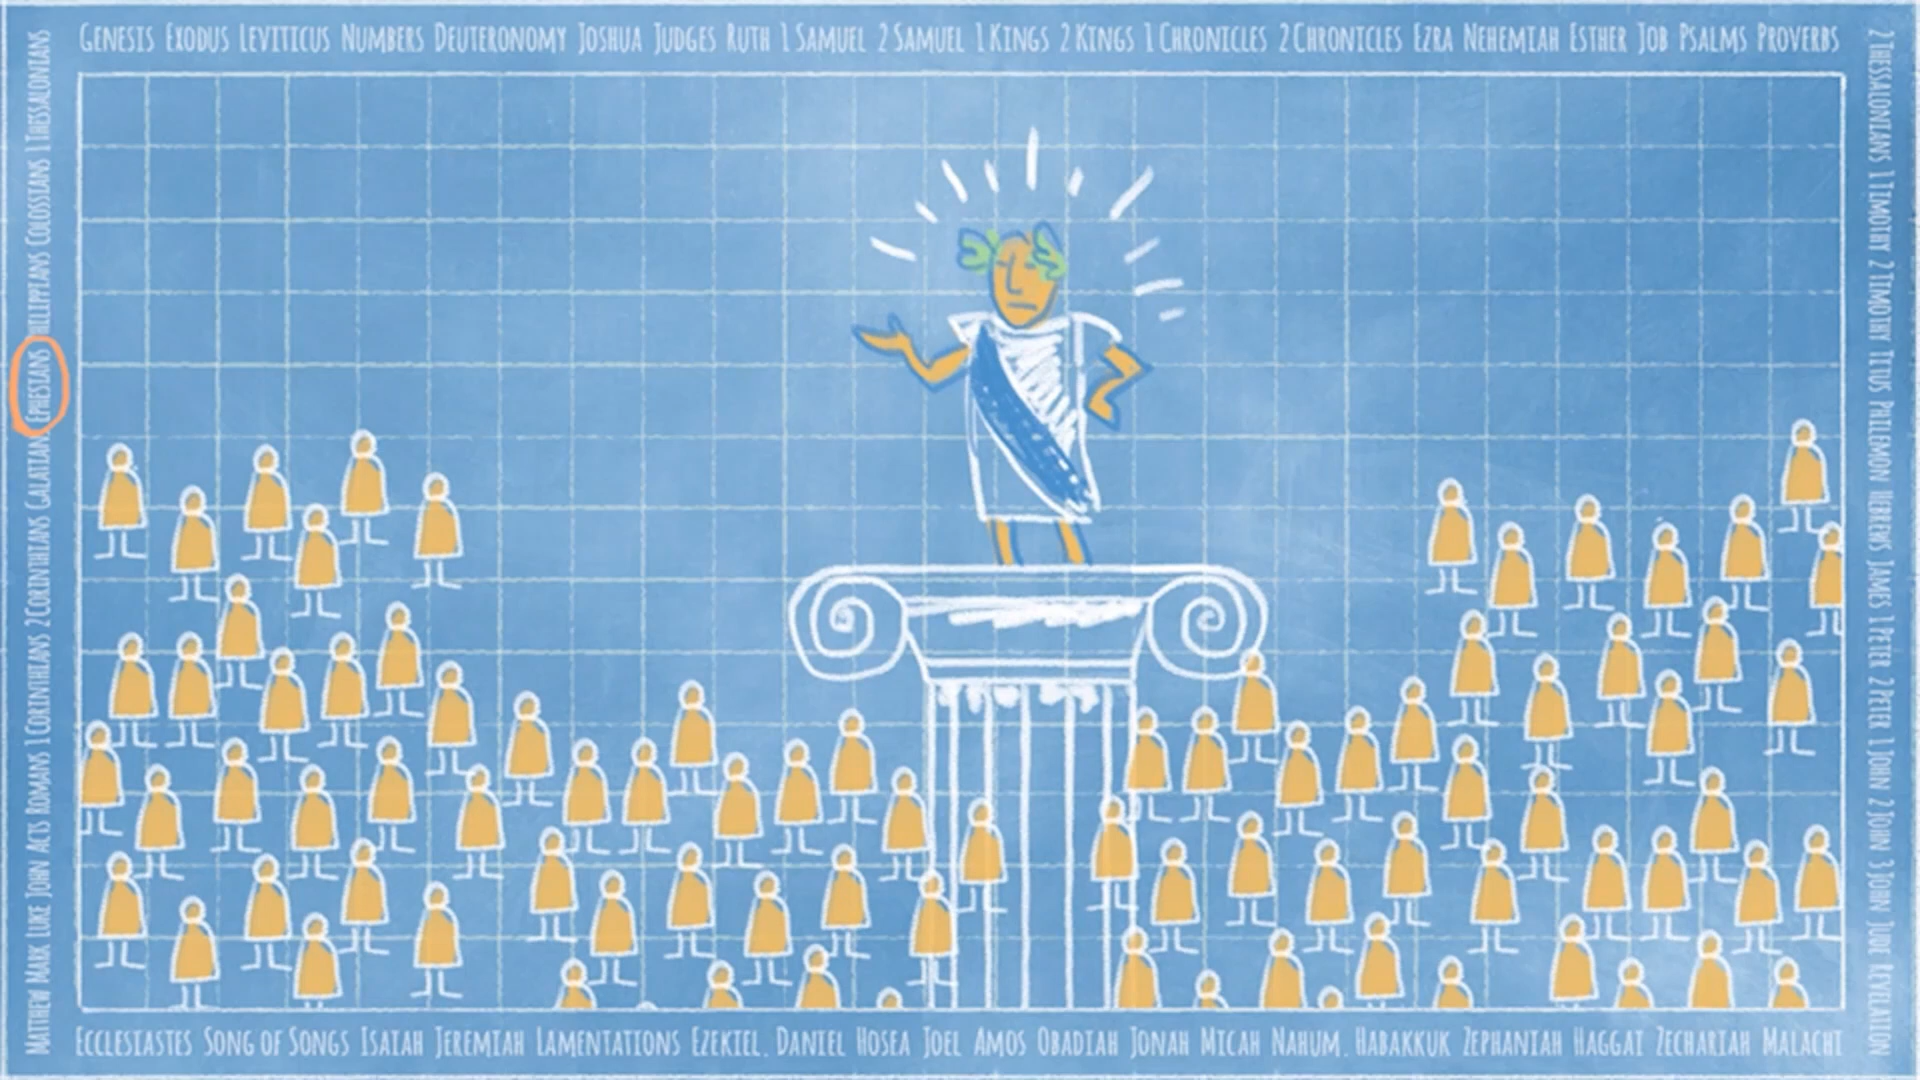 Genesis Exodus Leviticus Numbers Deuteronomy Joshua Judges Ruth 1 Samuel 2 Samuel 1 Kings 2 Kings 1 Chronicles 2 Chronicles Ezra Nehemiah Esther Job Psalms Proverbs
Ecclesiastes Song of Songs Isaiah Jeremiah Lamentations Ezekiel. Daniel Hosea Joel Amos Obadiah Jonah Micah Nahum. Habakkuk Zephaniah Haggai Zechariah Malachi
Matthew Mark Luke John Acts Romans 1 Corinthians 2 Corinthians Galatians Ephesians Philippians Colossians 1 Thessalonians
2 Thessalonians 1 Timothy 2 Timothy Titus Philemon Hebrews James 1 Peter 2 Peter 1 John 2 John 3 John Jude Revelation